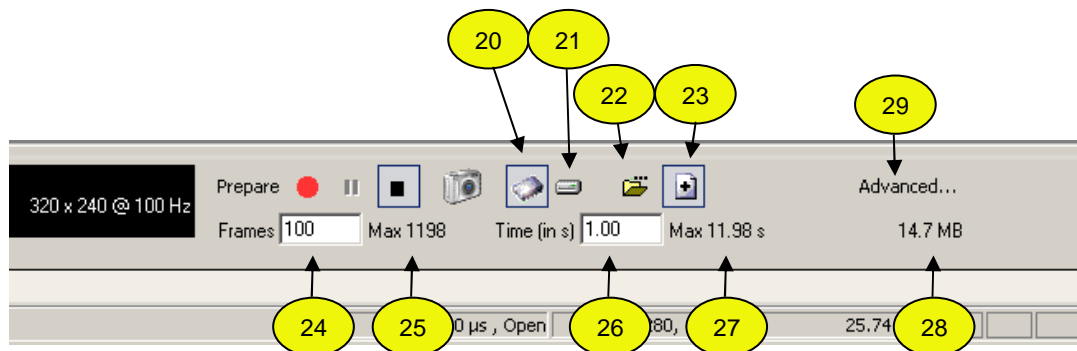 20 21
22 23
29
320 x 240 @ 100 Hz Prepare Advanced...
Frames 100 Max 1198 Time (in s) 1.00 Max 11.98 s 14.7 MB
24 25 0 µs , Open 26 280, 27 25.74 28